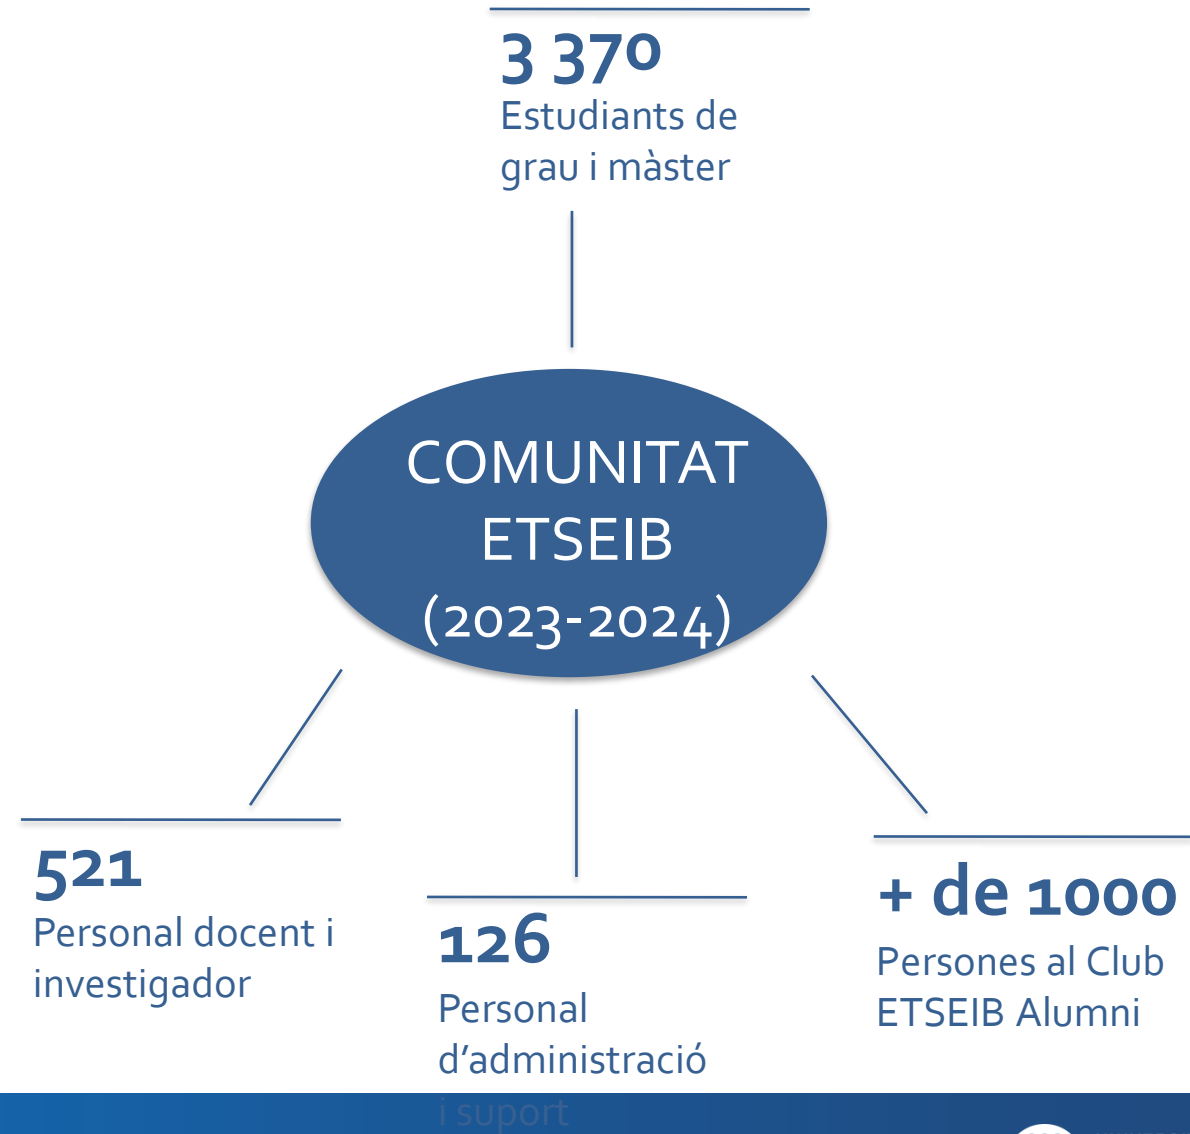 3 370
Estudiants de
grau i màster
COMUNITAT
ETSEIB
(2023-2024)
521
Personal docent i
investigador
126
Personal
d’administració
i suport
+ de 1000
Persones al Club
ETSEIB Alumni